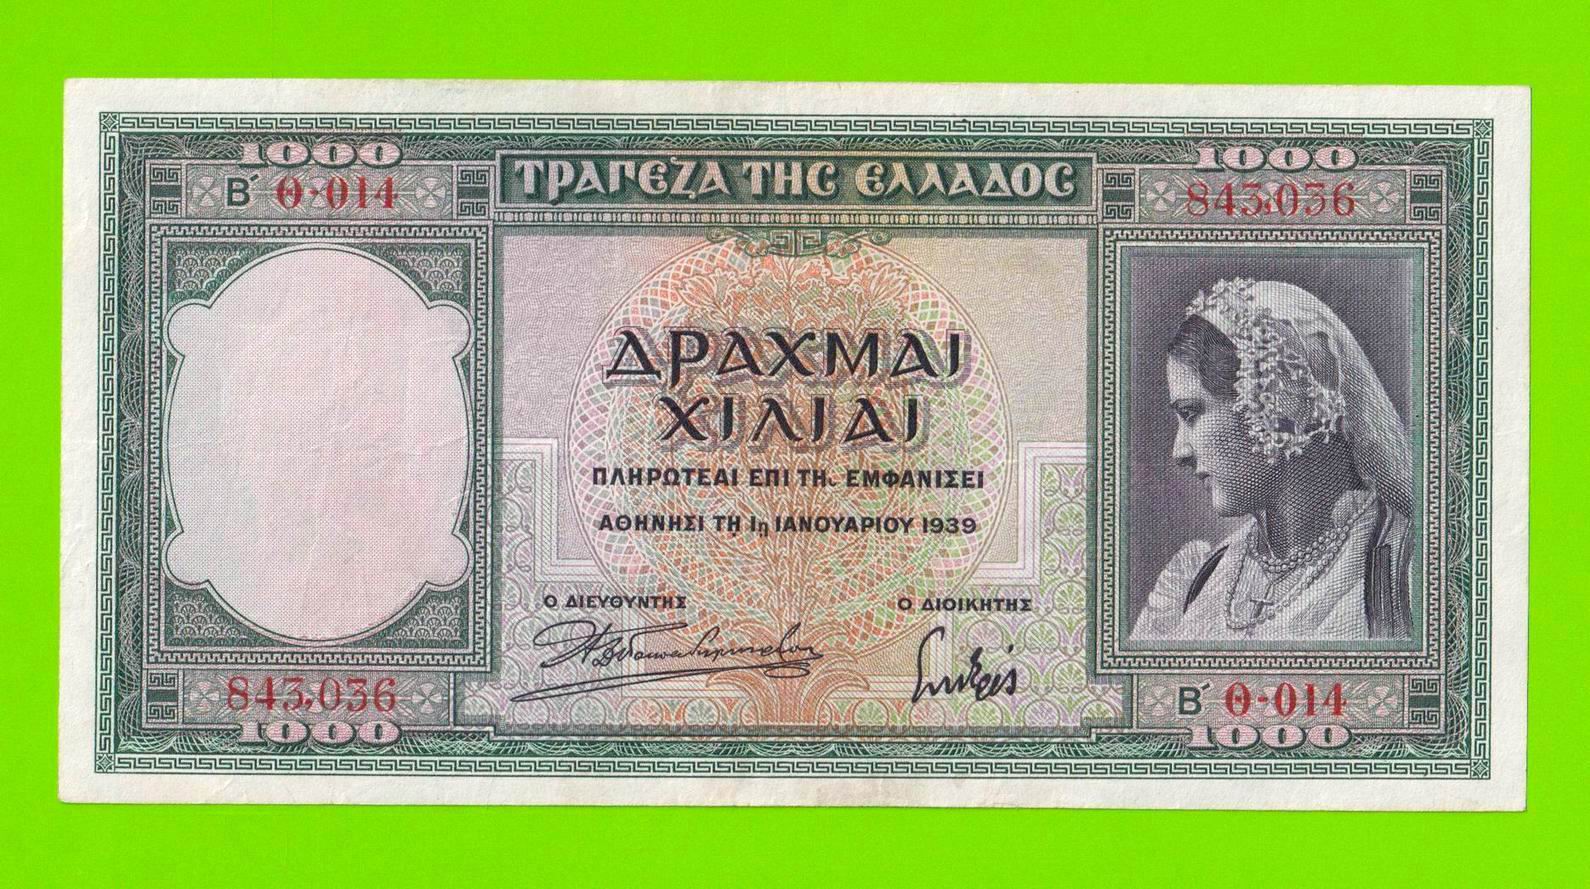 1000
Β΄ Θ-014
ΤΡΑΠΕΖΑ ΤΗΣ ΕΛΛΑΔΟΣ
1000
843,036
ΔΡΑΧΜΑΙ
ΧΙΛΙΑΙ
ΠΛΗΡΩΤΕΑΙ ΕΠΙ ΤΗͺ ΕΜΦΑΝΙΣΕΙ
ΑΘΗΝΗΣΙ ΤΗͺ 1η ΙΑΝΟΥΑΡΙΟΥ 1939
Ο ΔΙΕΥΘΥΝΤΗΣ
Ο ΔΙΟΙΚΗΤΗΣ
843,036
1000
Β΄ Θ-014
1000